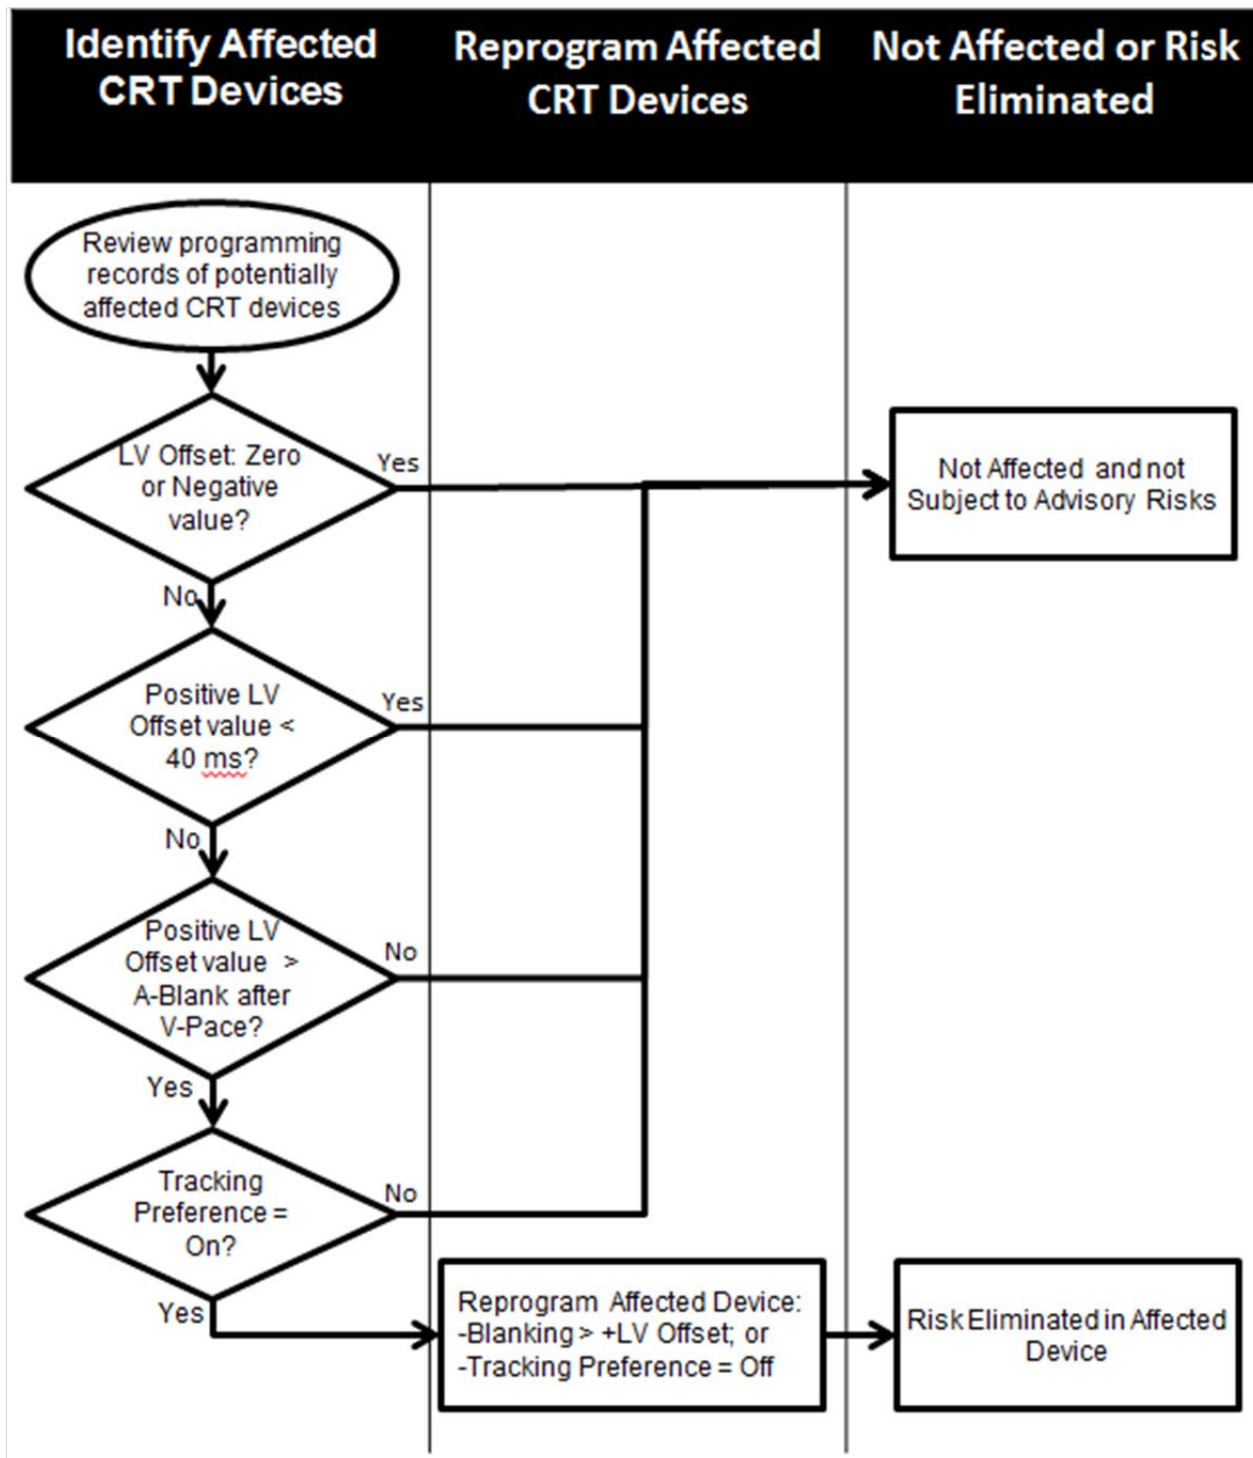 Identify Affected
CRT Devices
Reprogram Affected
CRT Devices
Not Affected or Risk
Eliminated
Review programming
records of potentially
affected CRT devices
LV Offset: Zero
or Negative
value?
Yes
Not Affected and not
Subject to Advisory Risks
No
Positive LV
Offset value <
40 ms?
Yes
No
Positive LV
Offset value >
A-Blank after
V-Pace?
No
Yes
Tracking
Preference =
On?
No
Yes
Reprogram Affected Device:
-Blanking > +LV Offset; or
-Tracking Preference = Off
Risk Eliminated in Affected
Device